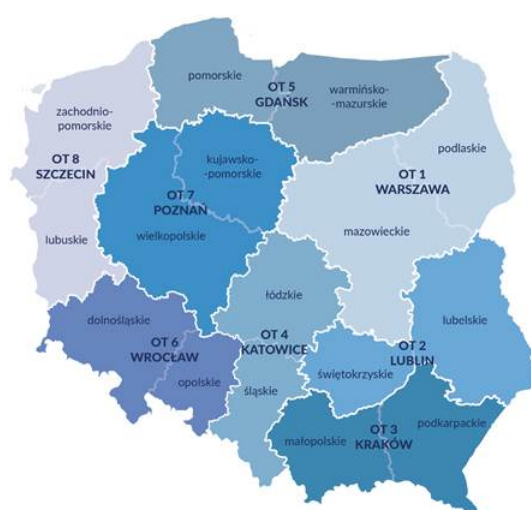 pomorskie
OT 5
GDAŃSK
warmińsko-
-mazurskie
zachodnio-
pomorskie
OT 8
SZCZECIN
lubuskie
kujawsko-
-pomorskie
OT 7
POZNAŃ
wielkopolskie
podlaskie
OT 1
WARSZAWA
mazowieckie
łódzkie
OT 4
KATOWICE
śląskie
dolnośląskie
OT 6
WROCŁAW
opolskie
lubelskie
OT 2
LUBLIN
świętokrzyskie
małopolskie
OT 3
KRAKÓW
podkarpackie